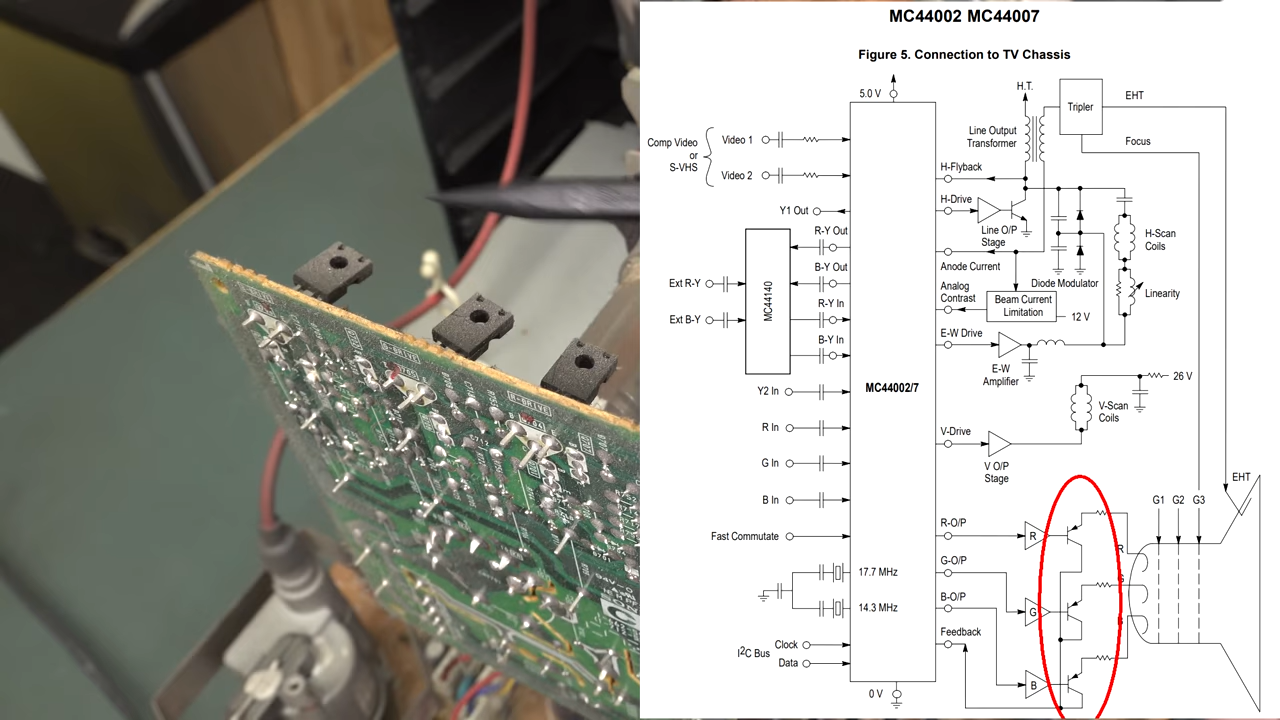 MC44002 MC44007
Figure 5. Connection to TV Chassis
5.0 V
H.T.
Tripler
EHT
Focus
Line Output
Transformer
Comp Video
or
S-VHS
Video 1
Video 2
H-Flyback
H-Drive
Line O/P
Stage
Y1 Out
R-Y Out
B-Y Out
R-Y In
B-Y In
Ext R-Y
Ext B-Y
MC44140
Anode Current
Diode Modulator
H-Scan
Coils
Linearity
Analog
Contrast
Beam Current
Limitation
12 V
E-W Drive
E-W
Amplifier
MC44002/7
26 V
V-Scan
Coils
Y2 In
R In
G In
B In
Fast Commutate
V-Drive
V O/P
Stage
EHT
G1 G2 G3
R-O/P
G-O/P
B-O/P
Feedback
R
G
B
R
17.7 MHz
14.3 MHz
I2C Bus
Clock
Data
0 V
R-DRIVE